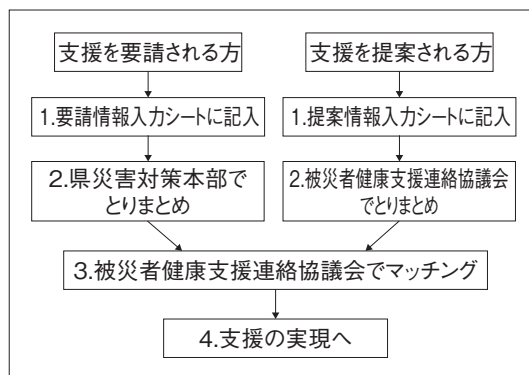 支援を要請される方
支援を提案される方
1.要請情報入力シートに記入
1.提案情報入力シートに記入
2.県災害対策本部で
とりまとめ
2.被災者健康支援連絡協議会
でとりまとめ
3.被災者健康支援連絡協議会でマッチング
4.支援の実現へ